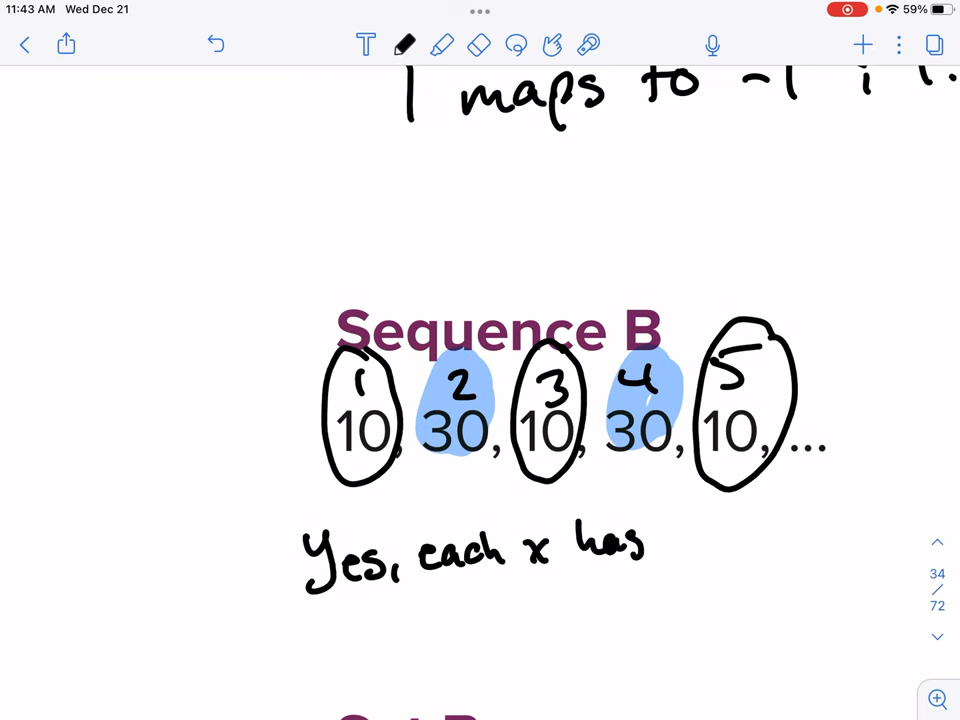 11:43 AM Wed Dec 21 59%
maps to -1
Sequence B
1 2 3 4 5
10, 30, 10, 30, 10, ...
Yes, each x has
34
/
72